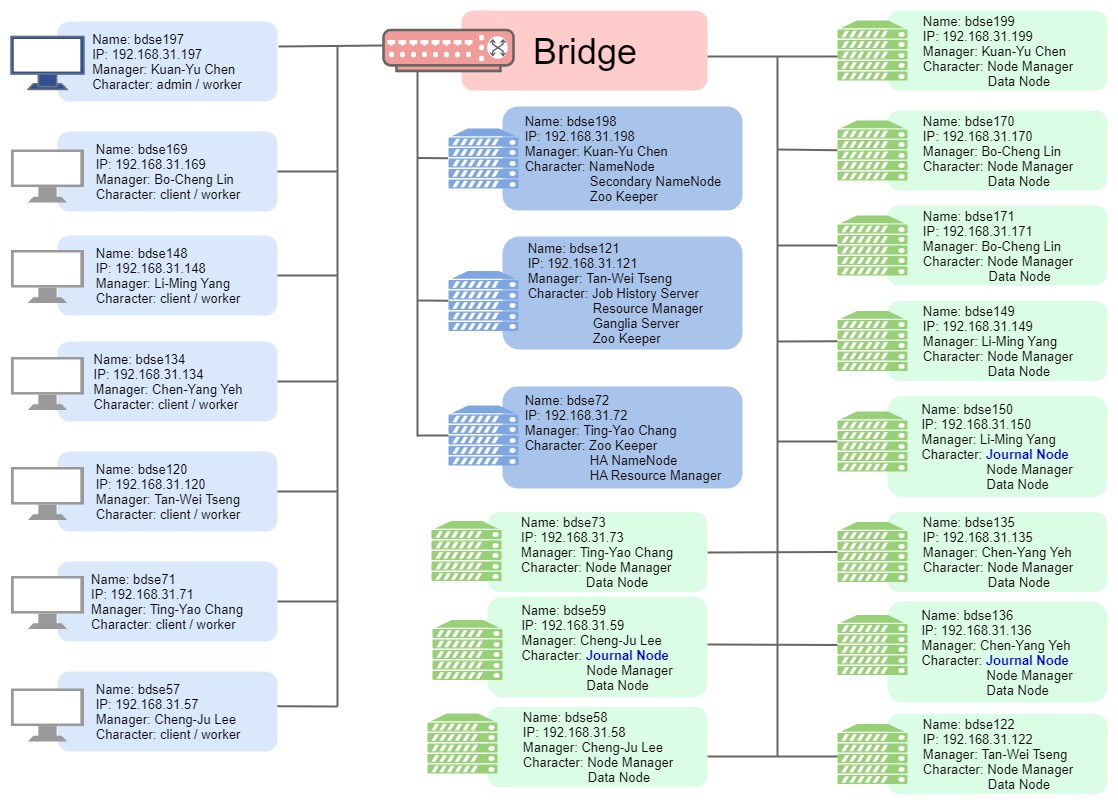 Name: bdse197
IP: 192.168.31.197
Manager: Kuan-Yu Chen
Character: admin / worker
Name: bdse169
IP: 192.168.31.169
Manager: Bo-Cheng Lin
Character: client / worker
Name: bdse148
IP: 192.168.31.148
Manager: Li-Ming Yang
Character: client / worker
Name: bdse134
IP: 192.168.31.134
Manager: Chen-Yang Yeh
Character: client / worker
Name: bdse120
IP: 192.168.31.120
Manager: Tan-Wei Tseng
Character: client / worker
Name: bdse71
IP: 192.168.31.71
Manager: Ting-Yao Chang
Character: client / worker
Name: bdse57
IP: 192.168.31.57
Manager: Cheng-Ju Lee
Character: client / worker
Bridge
Name: bdse198
IP: 192.168.31.198
Manager: Kuan-Yu Chen
Character: NameNode
Secondary NameNode
Zoo Keeper
Name: bdse121
IP: 192.168.31.121
Manager: Tan-Wei Tseng
Character: Job History Server
Resource Manager
Ganglia Server
Zoo Keeper
Name: bdse72
IP: 192.168.31.72
Manager: Ting-Yao Chang
Character: Zoo Keeper
HA NameNode
HA Resource Manager
Name: bdse73
IP: 192.168.31.73
Manager: Ting-Yao Chang
Character: Node Manager
Data Node
Name: bdse59
IP: 192.168.31.59
Manager: Cheng-Ju Lee
Character: Journal Node
Node Manager
Data Node
Name: bdse58
IP: 192.168.31.58
Manager: Cheng-Ju Lee
Character: Node Manager
Data Node
Name: bdse199
IP: 192.168.31.199
Manager: Kuan-Yu Chen
Character: Node Manager
Data Node
Name: bdse170
IP: 192.168.31.170
Manager: Bo-Cheng Lin
Character: Node Manager
Data Node
Name: bdse171
IP: 192.168.31.171
Manager: Bo-Cheng Lin
Character: Node Manager
Data Node
Name: bdse149
IP: 192.168.31.149
Manager: Li-Ming Yang
Character: Node Manager
Data Node
Name: bdse150
IP: 192.168.31.150
Manager: Li-Ming Yang
Character: Journal Node
Node Manager
Data Node
Name: bdse135
IP: 192.168.31.135
Manager: Chen-Yang Yeh
Character: Node Manager
Data Node
Name: bdse136
IP: 192.168.31.136
Manager: Chen-Yang Yeh
Character: Journal Node
Node Manager
Data Node
Name: bdse122
IP: 192.168.31.122
Manager: Tan-Wei Tseng
Character: Node Manager
Data Node